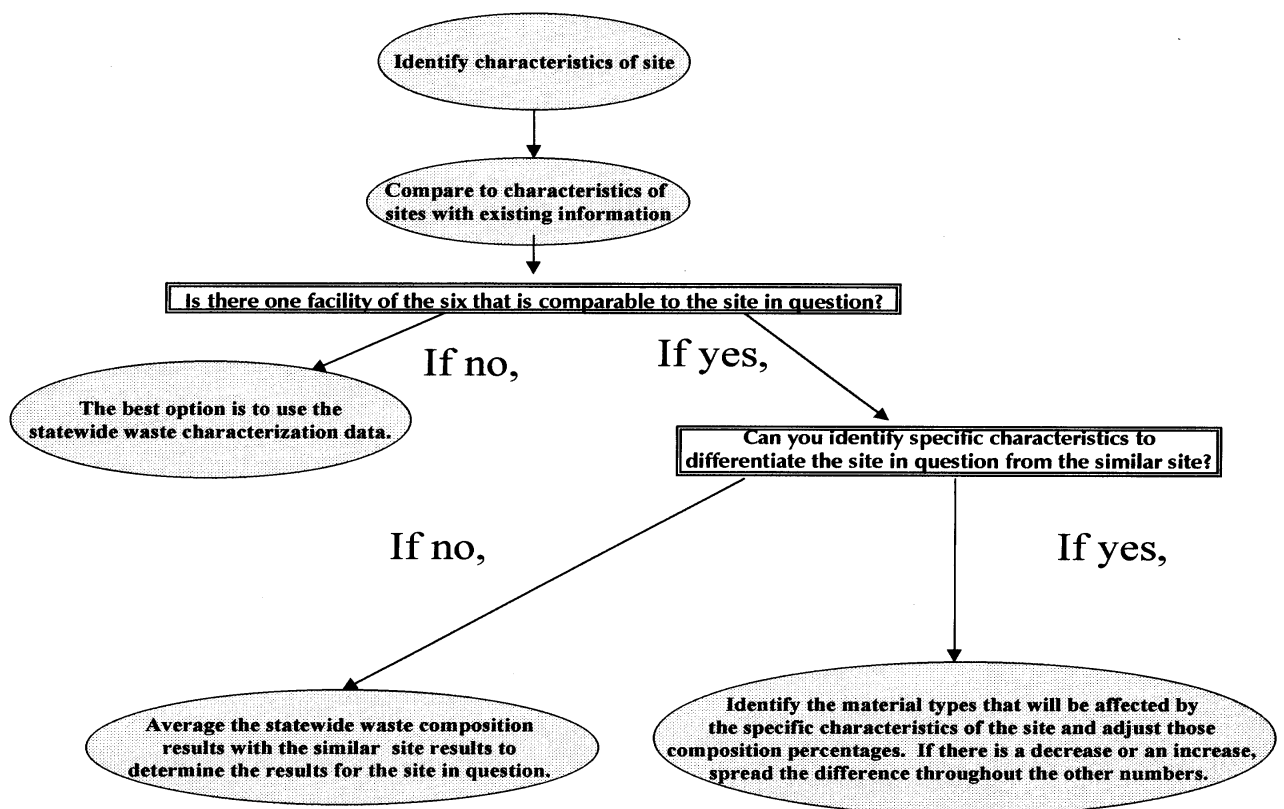 Identify characteristics of site
Compare to characteristics of
sites with existing information
Is there one facility of the six that is comparable to the site in question?
If no,
If yes,
The best option is to use the
statewide waste characterization data.
Can you identify specific characteristics to
differentiate the site in question from the similar site?
If no,
If yes,
Average the statewide waste composition
results with the similar site results to
determine the results for the site in question.
Identify the material types that will be affected by
the specific characteristics of the site and adjust those
composition percentages. If there is a decrease or an increase,
spread the difference throughout the other numbers.